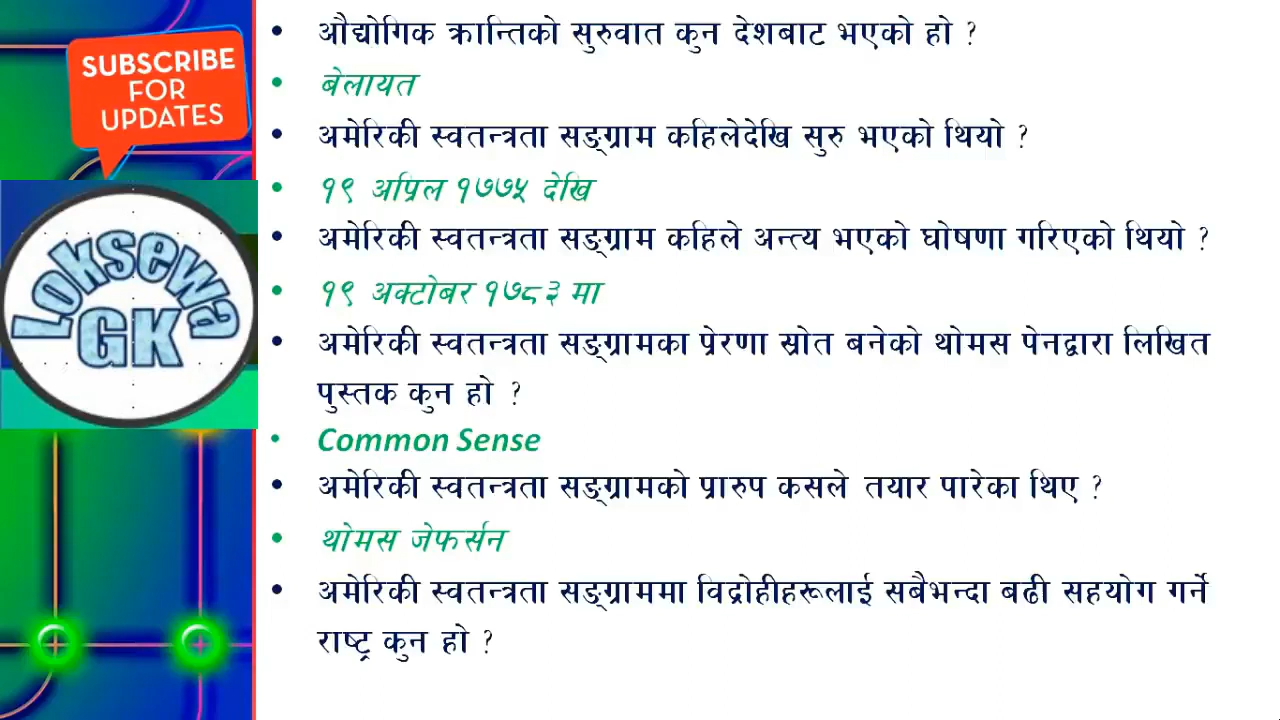 SUBSCRIBE
FOR
UPDATES
Loksewa
GK
• औद्योगिक क्रान्तिको सुरुवात कुन देशबाट भएको हो ?
• बेलायत
• अमेरिकी स्वतन्त्रता सङ्ग्राम कहिलेदेखि सुरु भएको थियो ?
• १९ अप्रिल १७७५ देखि
• अमेरिकी स्वतन्त्रता सङ्ग्राम कहिले अन्त्य भएको घोषणा गरिएको थियो ?
• १९ अक्टोबर १७८३ मा
• अमेरिकी स्वतन्त्रता सङ्ग्रामका प्रेरणा स्रोत बनेको थोमस पेनद्वारा लिखित
पुस्तक कुन हो ?
• Common Sense
• अमेरिकी स्वतन्त्रता सङ्ग्रामको प्रारुप कसले तयार पारेका थिए ?
• थोमस जेफर्सन
• अमेरिकी स्वतन्त्रता सङ्ग्राममा विद्रोहीहरूलाई सबैभन्दा बढी सहयोग गर्ने
राष्ट्र कुन हो ?